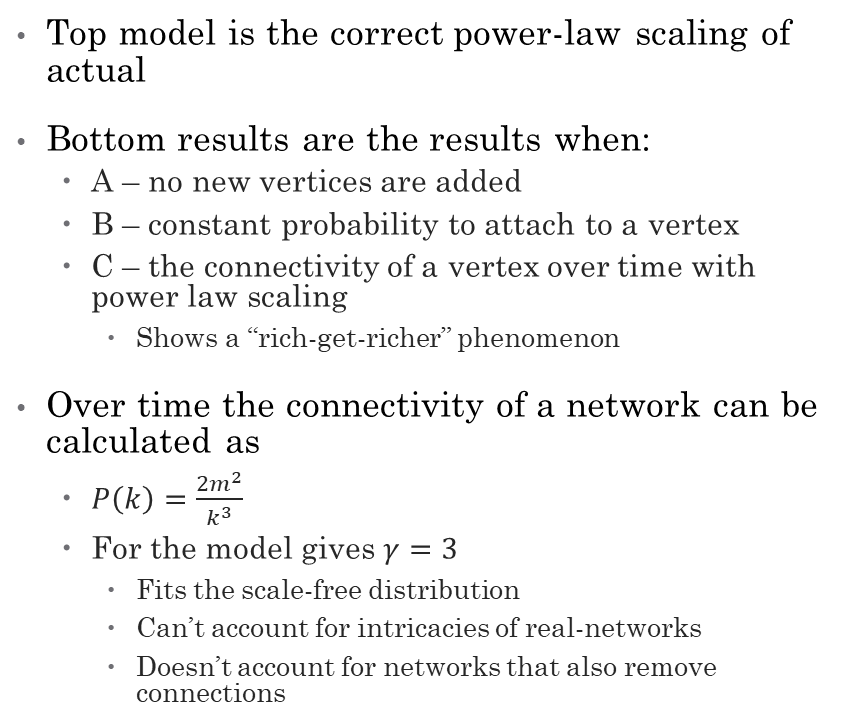 • Top model is the correct power-law scaling of
actual
• Bottom results are the results when:
• A – no new vertices are added
• B – constant probability to attach to a vertex
• C – the connectivity of a vertex over time with
power law scaling
• Shows a “rich-get-richer” phenomenon
• Over time the connectivity of a network can be
calculated as
• P(k) = 2m²/k³
• For the model gives γ = 3
• Fits the scale-free distribution
• Can’t account for intricacies of real-networks
• Doesn’t account for networks that also remove
connections